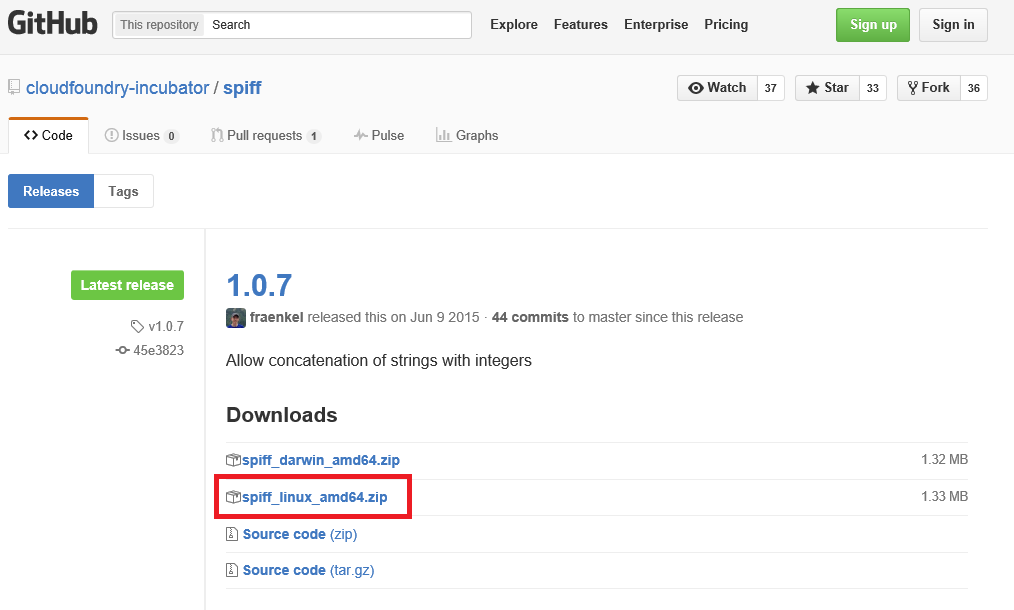 GitHub This repository Search Explore Features Enterprise Pricing Sign up Sign in
cloudfoundry-incubator / spiff Watch 37 Star 33 Fork 36
Code Issues 0 Pull requests 1 Pulse Graphs
Releases Tags
Latest release 1.0.7
v1.0.7 fraenkel released this on Jun 9 2015 · 44 commits to master since this release
45e3823
Allow concatenation of strings with integers
Downloads
spiff_darwin_amd64.zip 1.32 MB
spiff_linux_amd64.zip 1.33 MB
Source code (zip)
Source code (tar.gz)